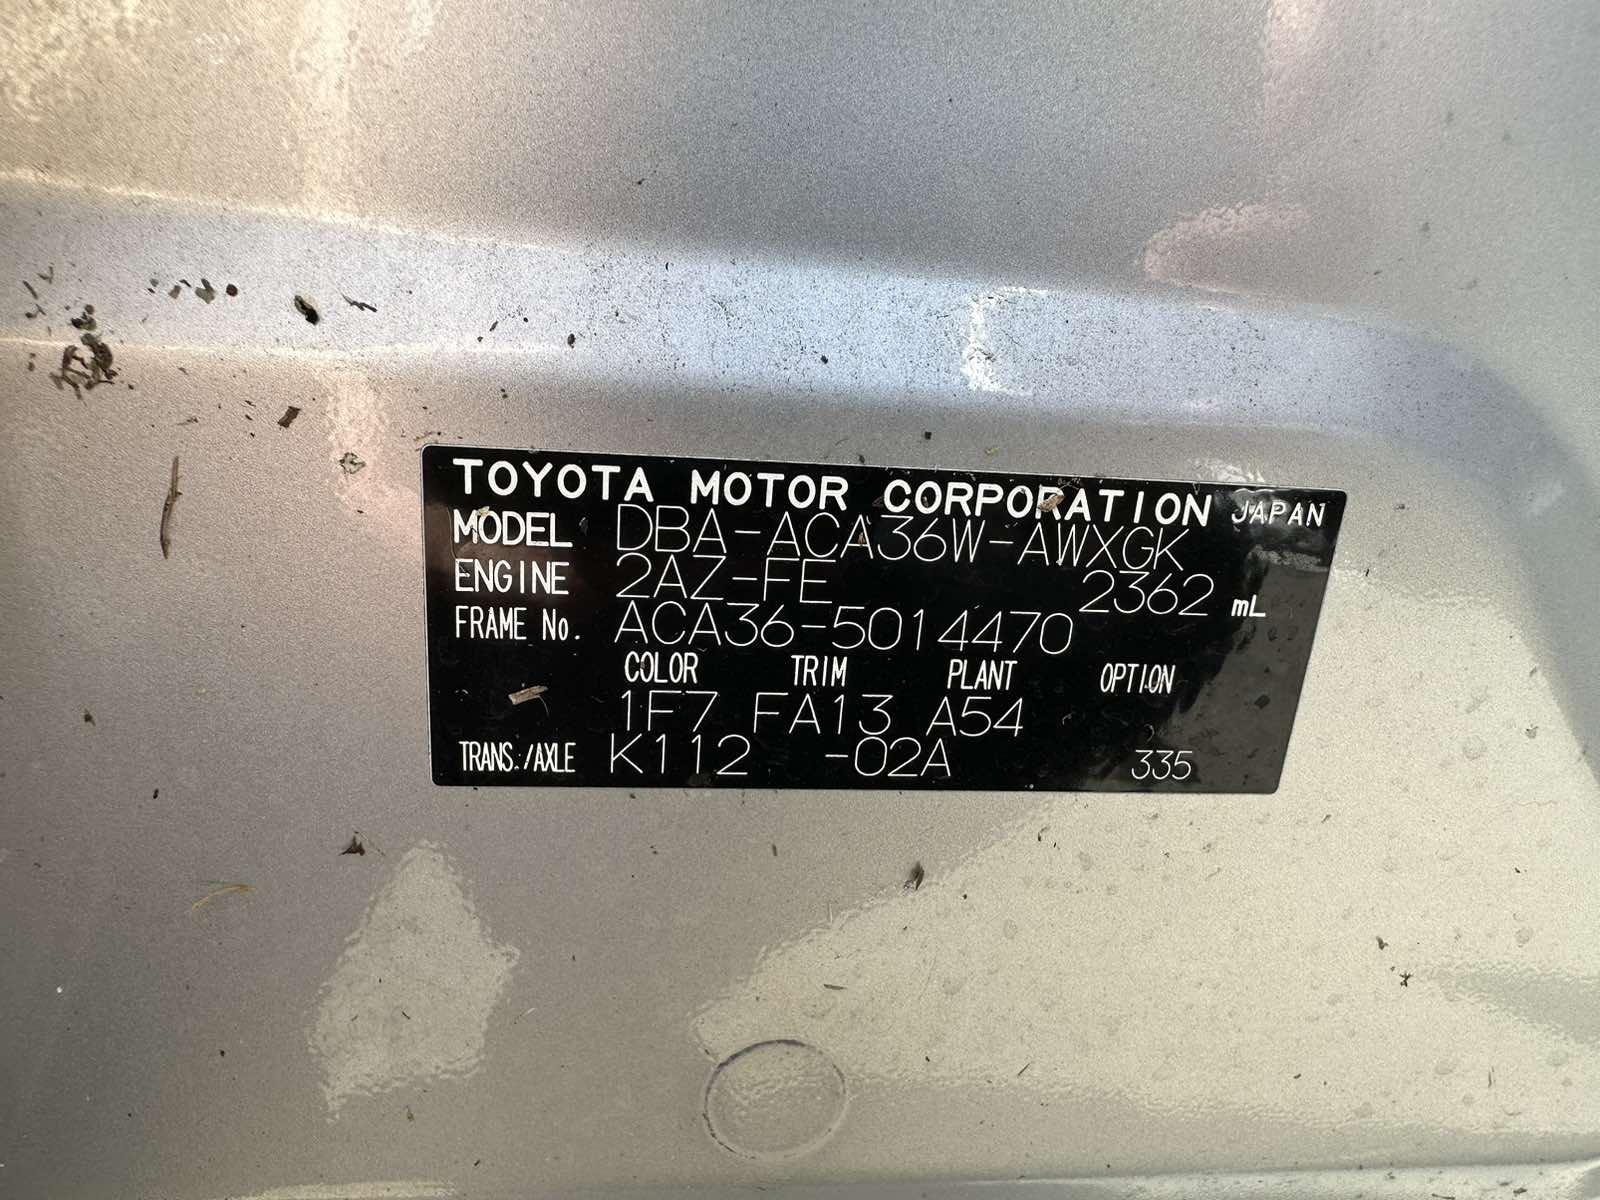 TOYOTA MOTOR CORPORATION JAPAN
MODEL DBA-ACA36W-AWXGK
ENGINE 2AZ-FE 2362 mL
FRAME No. ACA36-5014470
COLOR TRIM PLANT OPTION
1F7 FA13 A54
TRANS./AXLE K112 -02A 335